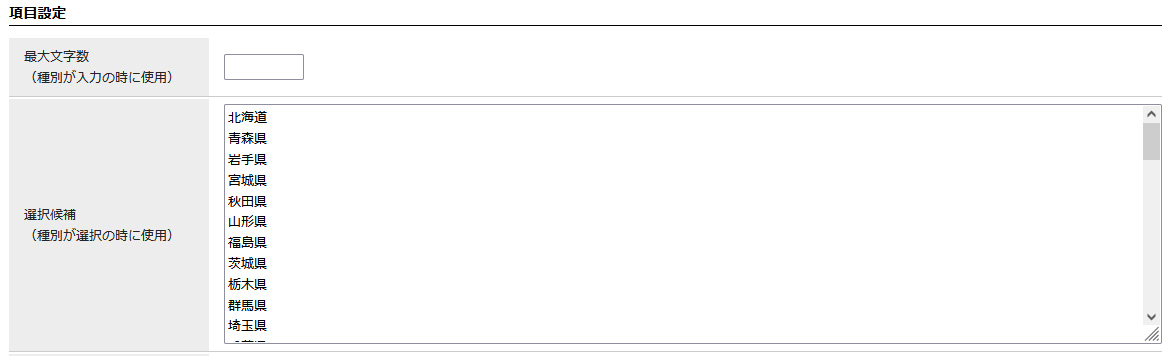 項目設定
最大文字数
（種別が入力の時に使用）
選択候補
（種別が選択の時に使用）
北海道
青森県
岩手県
宮城県
秋田県
山形県
福島県
茨城県
栃木県
群馬県
埼玉県